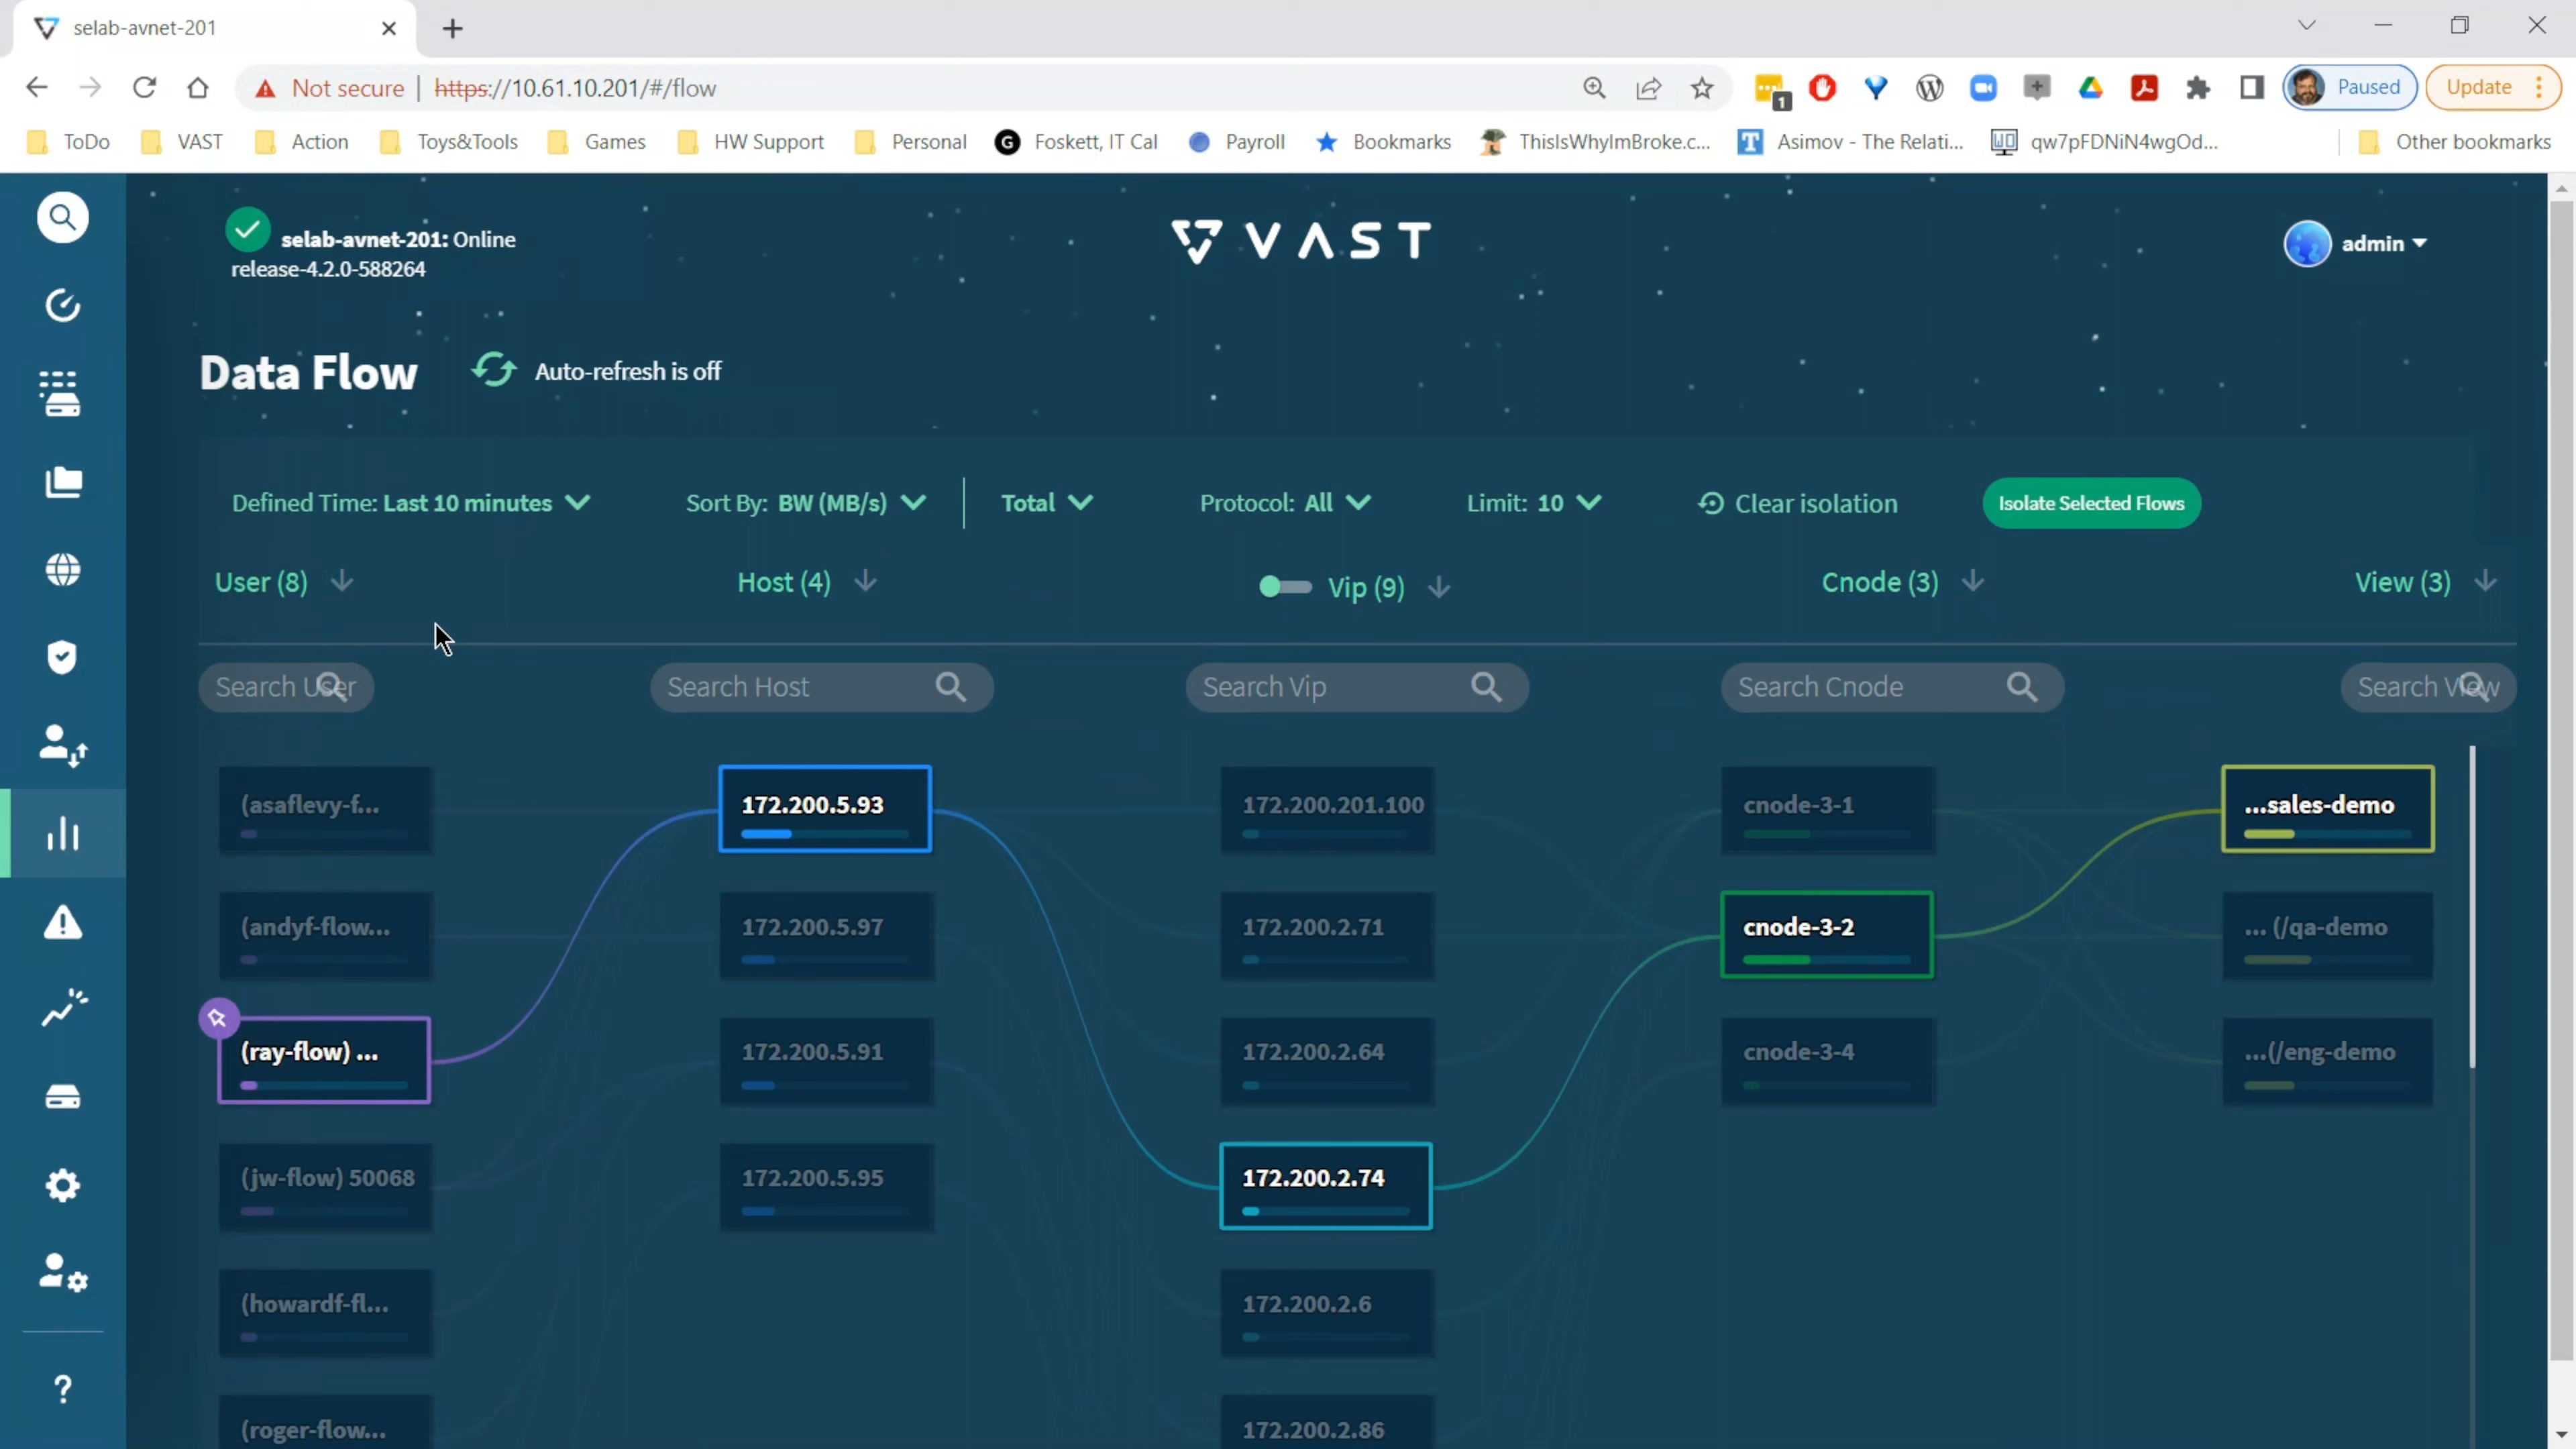 selab-avnet-201
Not secure | https://10.61.10.201/#/flow
1
Paused
Update
ToDo
VAST
Action
Toys&Tools
Games
HW Support
Personal
G
Foskett, IT Cal
Payroll
Bookmarks
ThisIsWhyImBroke.c...
T
Asimov - The Relati...
qw7pFDNiN4wgOd...
Other bookmarks
selab-avnet-201: Online
release-4.2.0-588264
VAST
admin
Data Flow
Auto-refresh is off
Defined Time: Last 10 minutes
Sort By: BW (MB/s)
Total
Protocol: All
Limit: 10
Clear isolation
Isolate Selected Flows
User (8)
Host (4)
Vip (9)
Cnode (3)
View (3)
Search User
Search Host
Search Vip
Search Cnode
Search View
(asaflevy-f...
172.200.5.93
172.200.201.100
cnode-3-1
...sales-demo
(andyf-flow...
172.200.5.97
172.200.2.71
cnode-3-2
... (/qa-demo
(ray-flow) ...
172.200.5.91
172.200.2.64
cnode-3-4
...(/eng-demo
(jw-flow) 50068
172.200.5.95
172.200.2.74
(howardf-fl...
172.200.2.6
(roger-flow...
172.200.2.86
?